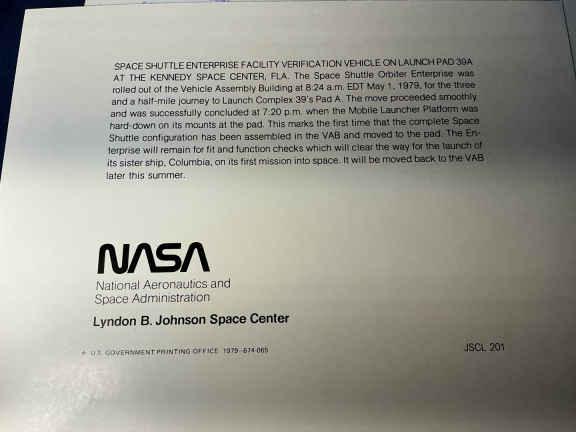 SPACE SHUTTLE ENTERPRISE FACILITY VERIFICATION VEHICLE ON LAUNCH PAD 39A
AT THE KENNEDY SPACE CENTER, FLA. The Space Shuttle Orbiter Enterprise was
rolled out of the Vehicle Assembly Building at 8:24 a.m. EDT May 1, 1979, for the three
and a half-mile journey to Launch Complex 39's Pad A. The move proceeded smoothly
and was successfully concluded at 7:20 p.m. when the Mobile Launcher Platform was
hard-down on its mounts at the pad. This marks the first time that the complete Space
Shuttle configuration has been assembled in the VAB and moved to the pad. The En-
terprise will remain for fit and function checks which will clear the way for the launch of
its sister ship, Columbia, on its first mission into space. It will be moved back to the VAB
later this summer.
NASA
National Aeronautics and
Space Administration
Lyndon B. Johnson Space Center
☆ U.S. GOVERNMENT PRINTING OFFICE 1979-674-065
JSCL 201